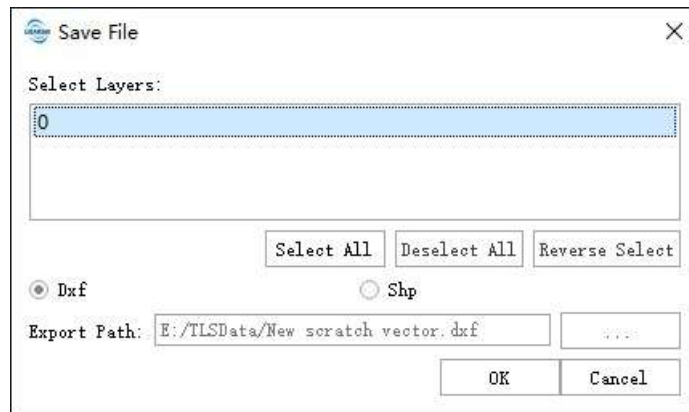 Save File
Select Layers:
0
Select All Deselect All Reverse Select
Dxf Shp
Export Path: E:/TLSData/New scratch vector.dxf ...
OK Cancel